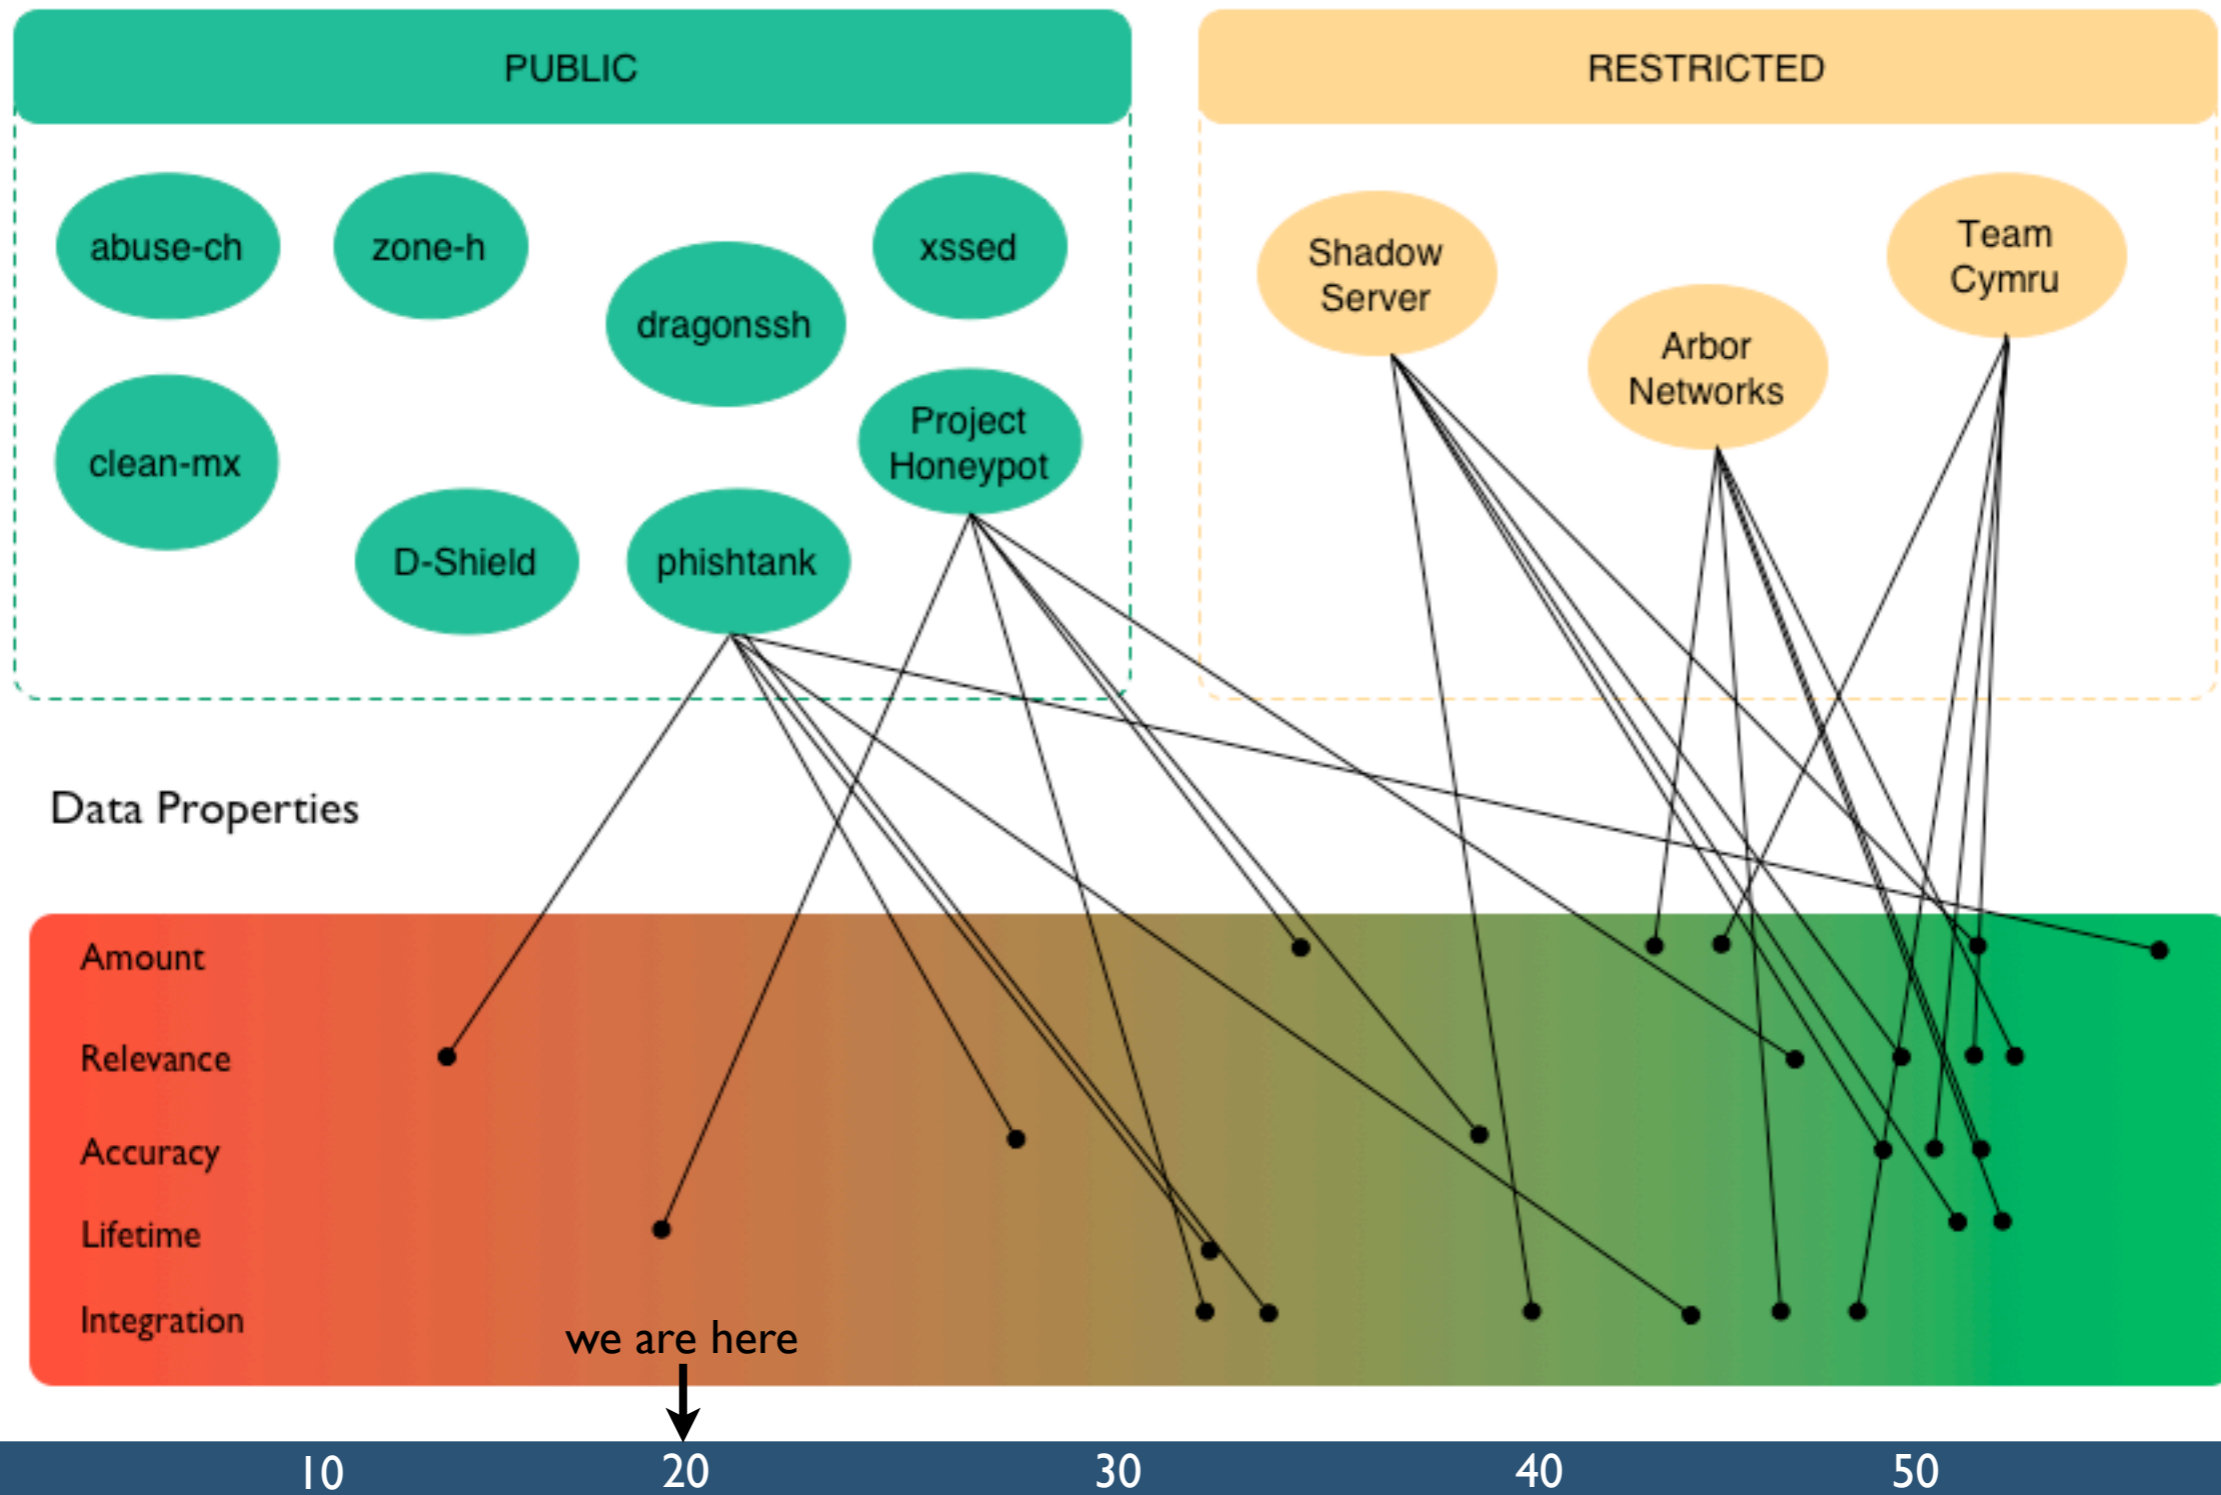 PUBLIC
RESTRICTED
abuse-ch
zone-h
dragonssh
xssed
clean-mx
D-Shield
phishtank
Project
Honeypot
Shadow
Server
Arbor
Networks
Team
Cymru
Data Properties
Amount
Relevance
Accuracy
Lifetime
Integration
we are here
10
20
30
40
50